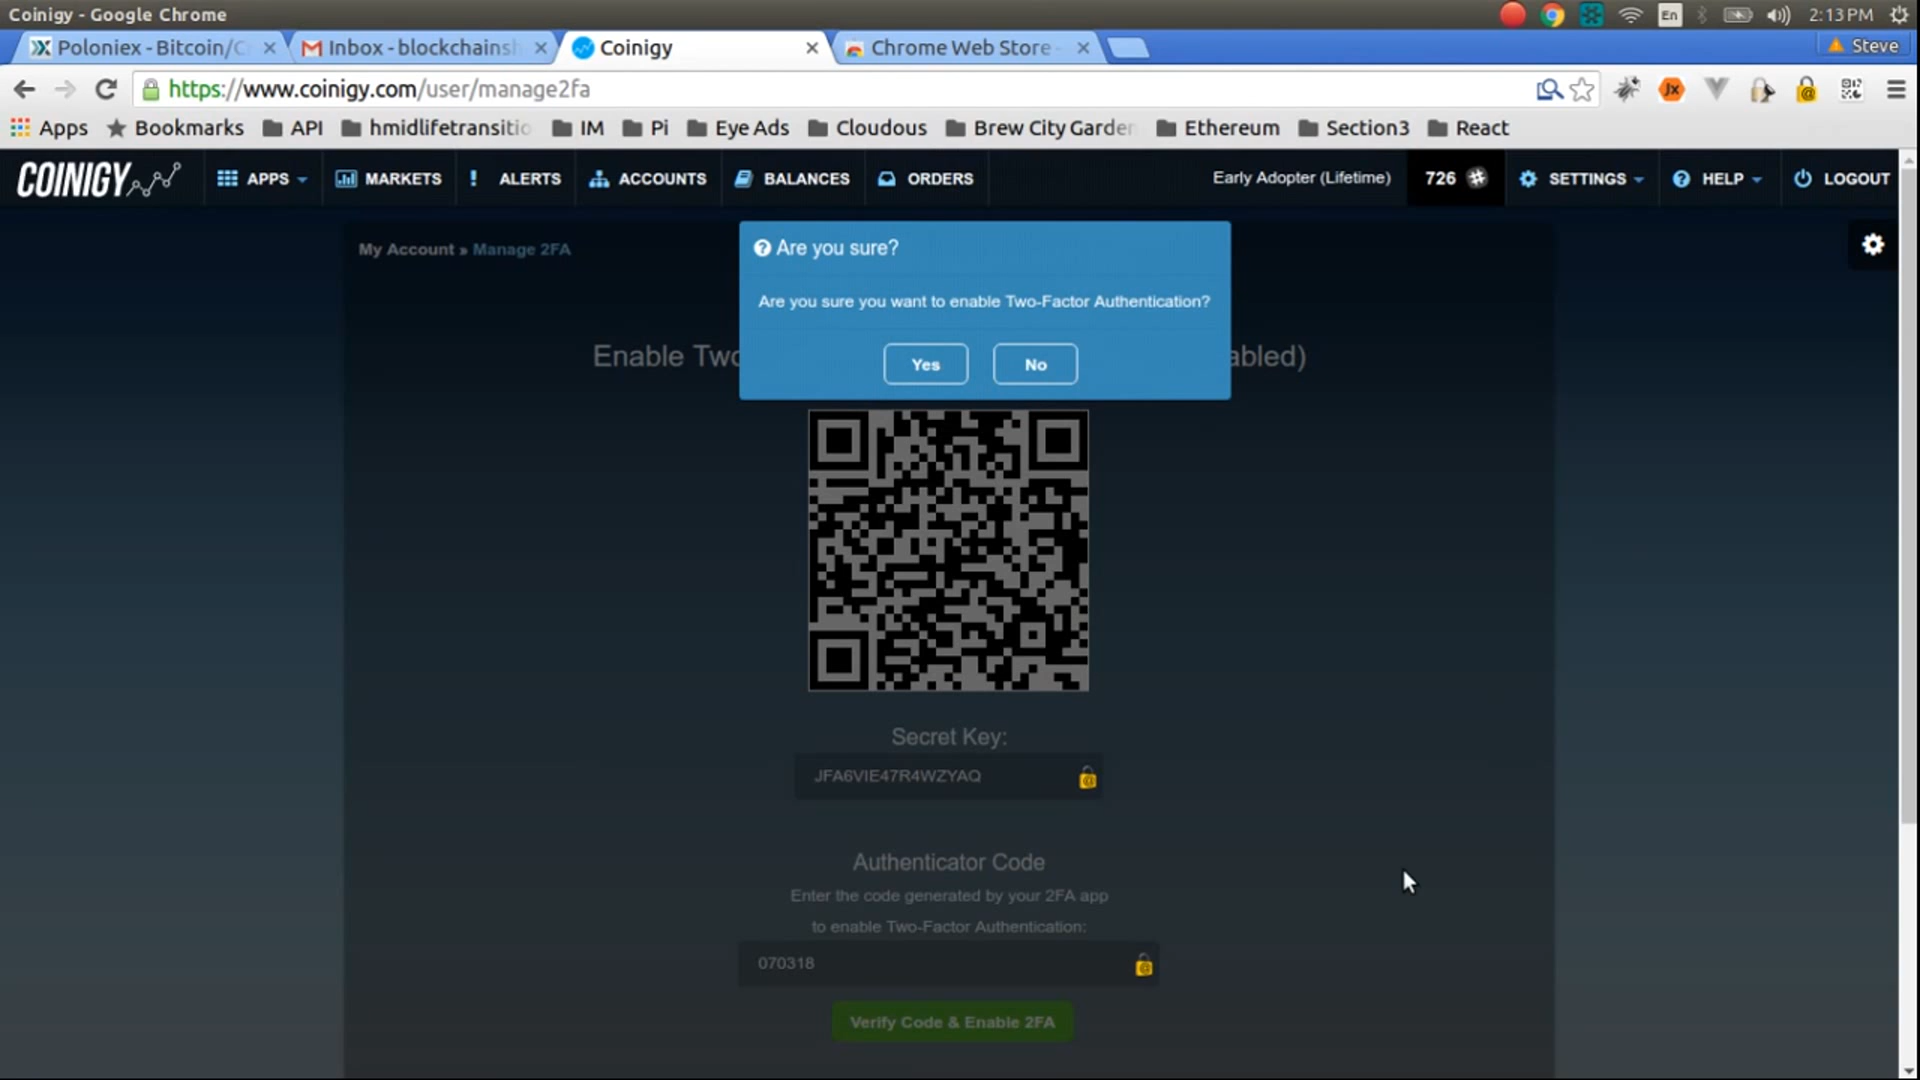 Coinigy - Google Chrome
En
2:13 PM
Poloniex - Bitcoin/C
Inbox - blockchainsh
Coinigy
Chrome Web Store -
Steve
https://www.coinigy.com/user/manage2fa
Jx
Apps
Bookmarks
API
hmidlifetransitio
IM
Pi
Eye Ads
Cloudous
Brew City Garden
Ethereum
Section3
React
COINIGY
APPS
MARKETS
ALERTS
ACCOUNTS
BALANCES
ORDERS
Early Adopter (Lifetime)
726
SETTINGS
HELP
LOGOUT
My Account » Manage 2FA
Are you sure?
Are you sure you want to enable Two-Factor Authentication?
Yes
No
Enable Two
abled)
Secret Key:
JFA6VIE47R4WZYAQ
Authenticator Code
Enter the code generated by your 2FA app
to enable Two-Factor Authentication:
070318
Verify Code & Enable 2FA